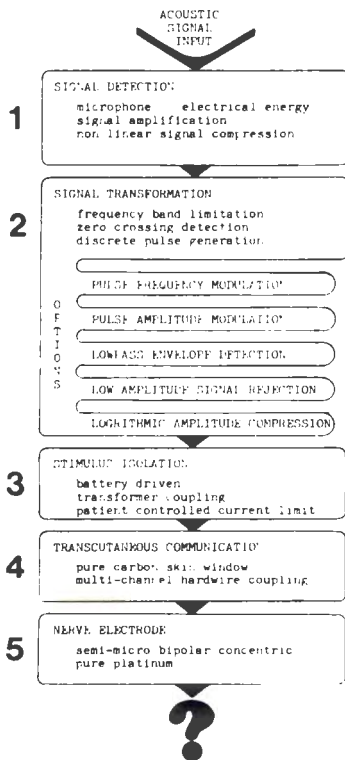 ACOUSTIC
SIGNAL
INPUT
1
SIGNAL DETECTION
microphone electrical energy
signal amplification
non linear signal compression
2
SIGNAL TRANSFORMATION
frequency band limitation
zero crossing detection
discrete pulse generation
OPTIONS
PULSE FREQUENCY MODULATION
PULSE AMPLITUDE MODULATION
LOWPASS ENVELOPE DETECTION
LOW AMPLITUDE SIGNAL REJECTION
LOGRITHMIC AMPLITUDE COMPRESSION
3
STIMULUS ISOLATION
battery driven
transformer coupling
patient controlled current limit
4
TRANSCUTANEOUS COMMUNICATION
pure carbon skin window
multi-channel hardwire coupling
5
NERVE ELECTRODE
semi-micro bipolar concentric
pure platinum
?